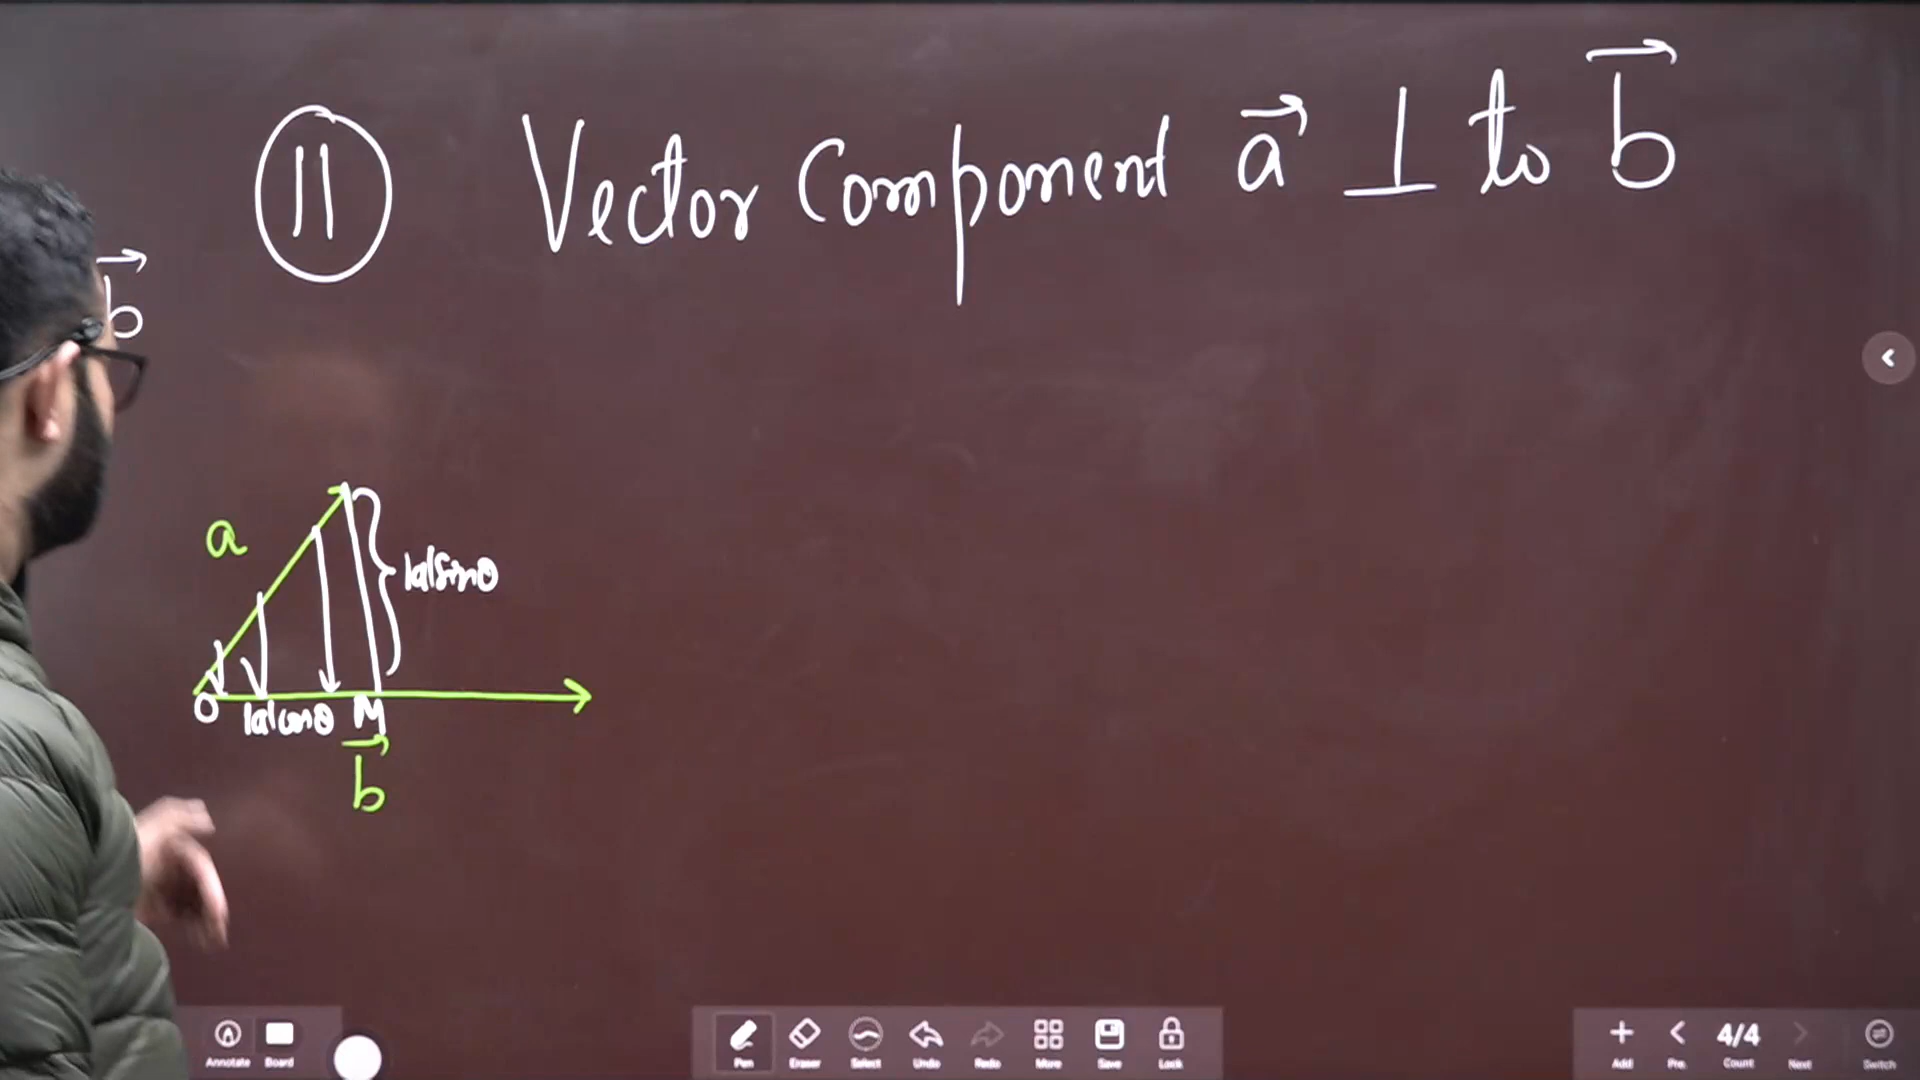 11 Vector Component a⃗ ⊥ to b⃗
b⃗
a
|a|sinθ
O |a|cosθ M
b⃗
Annotate Board Pen Eraser Select Undo Redo More Save Lock Add Pre. 4/4 Count Next Switch